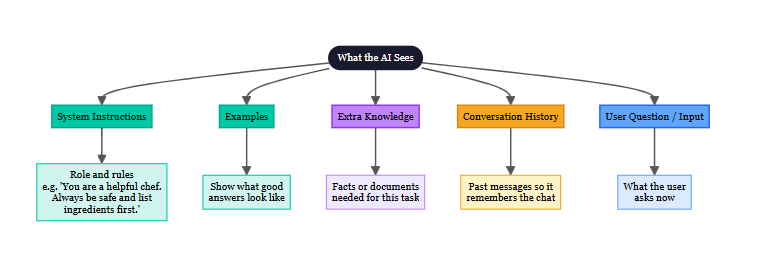 What the AI Sees
System Instructions
Examples
Extra Knowledge
Conversation History
User Question / Input
Role and rules
e.g. 'You are a helpful chef.
Always be safe and list
ingredients first.'
Show what good
answers look like
Facts or documents
needed for this task
Past messages so it
remembers the chat
What the user
asks now